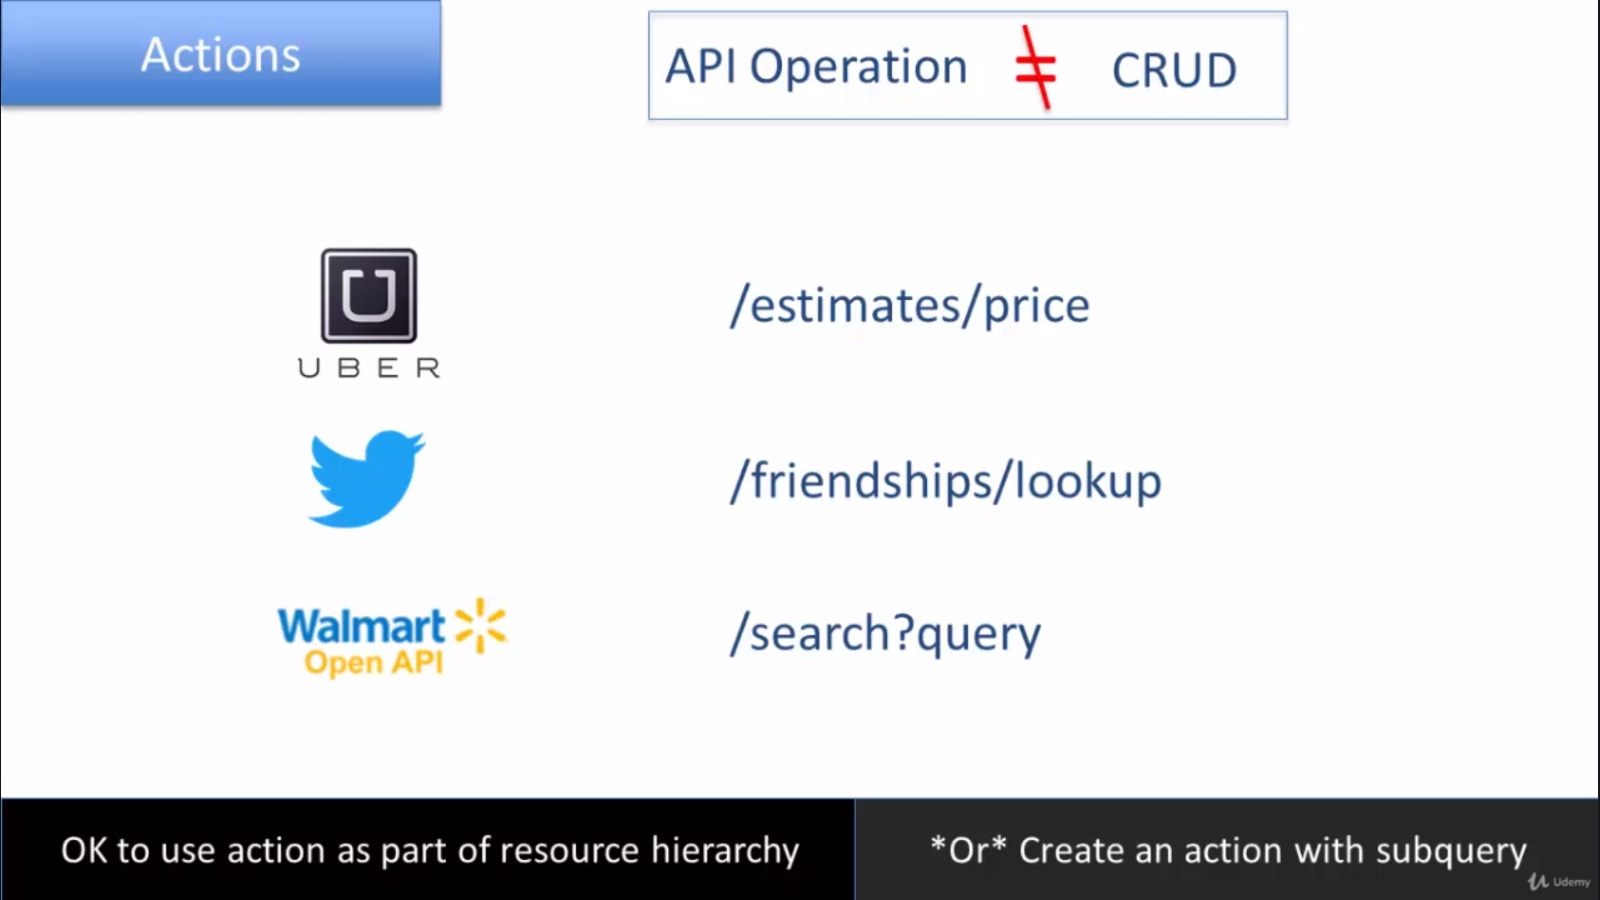 Actions
API Operation ≠ CRUD
UBER
/estimates/price
/friendships/lookup
Walmart
Open API
/search?query
OK to use action as part of resource hierarchy
*Or* Create an action with subquery
Udemy